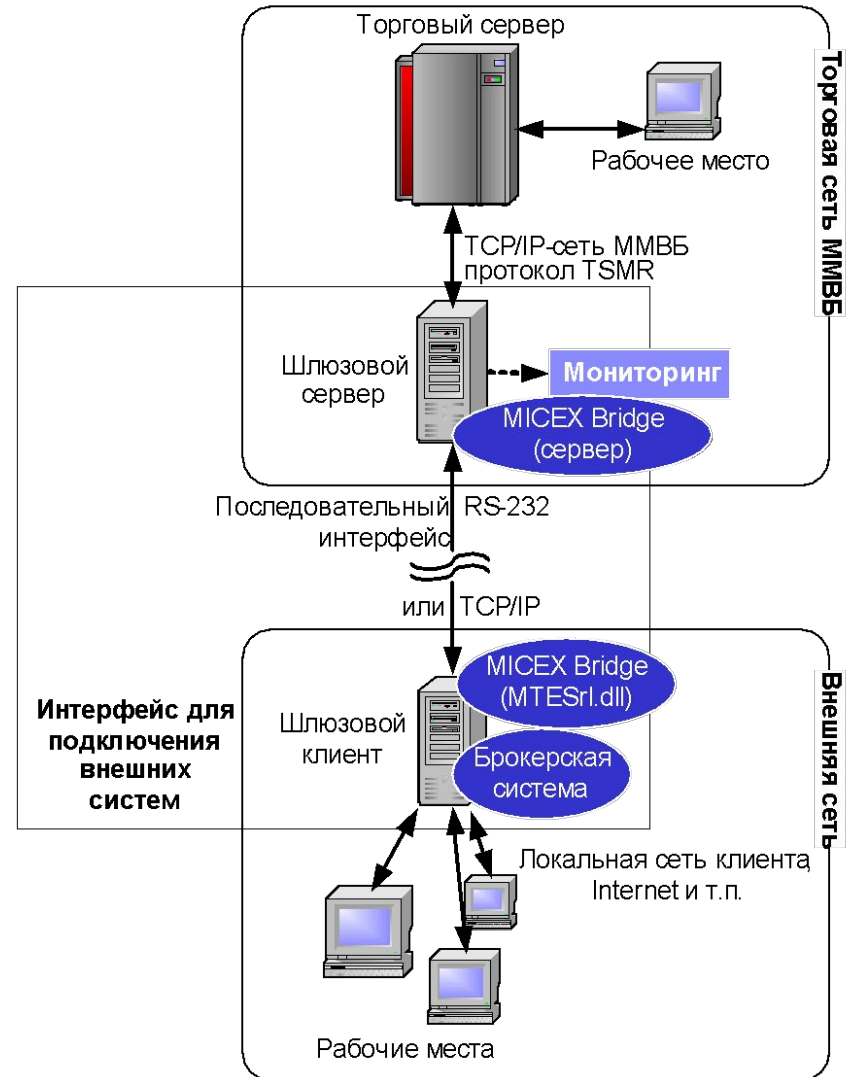 Торговый сервер
Рабочее место
Торговая сеть ММВБ
TCP/IP-сеть ММВБ
протокол TSMR
Шлюзовой
сервер
Мониторинг
MICEX Bridge
(сервер)
Последовательный RS-232
интерфейс
или TCP/IP
MICEX Bridge
(MTESrl.dll)
Интерфейс для
подключения
внешних
систем
Шлюзовой
клиент
Брокерская
система
Внешняя сеть
Локальная сеть клиента,
Internet и т.п.
Рабочие места